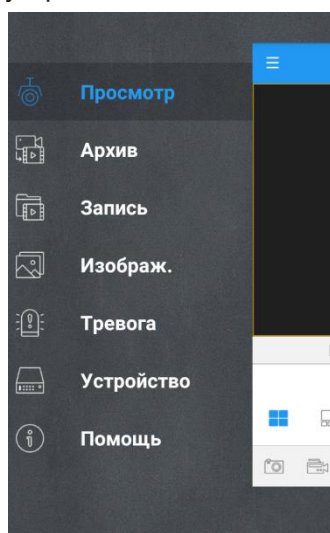 Просмотр
Архив
Запись
Изображ.
Тревога
Устройство
Помощь